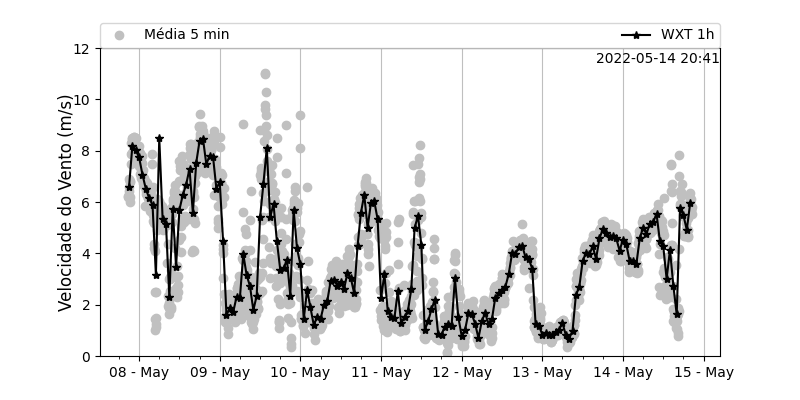 Média 5 min
WXT 1h
2022-05-14 20:41
Velocidade do Vento (m/s)
12
10
8
6
4
2
0
08 - May
09 - May
10 - May
11 - May
12 - May
13 - May
14 - May
15 - May